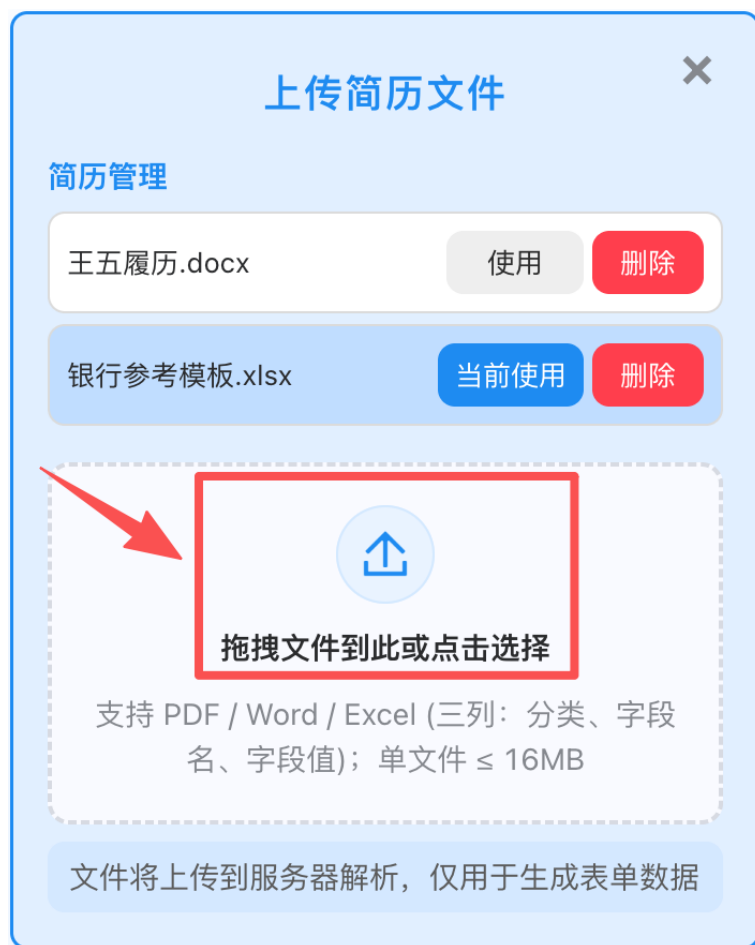 上传简历文件
简历管理
王五履历.docx 使用 删除
银行参考模板.xlsx 当前使用 删除
拖拽文件到此或点击选择
支持 PDF / Word / Excel (三列：分类、字段
名、字段值)；单文件 ≤ 16MB
文件将上传到服务器解析，仅用于生成表单数据